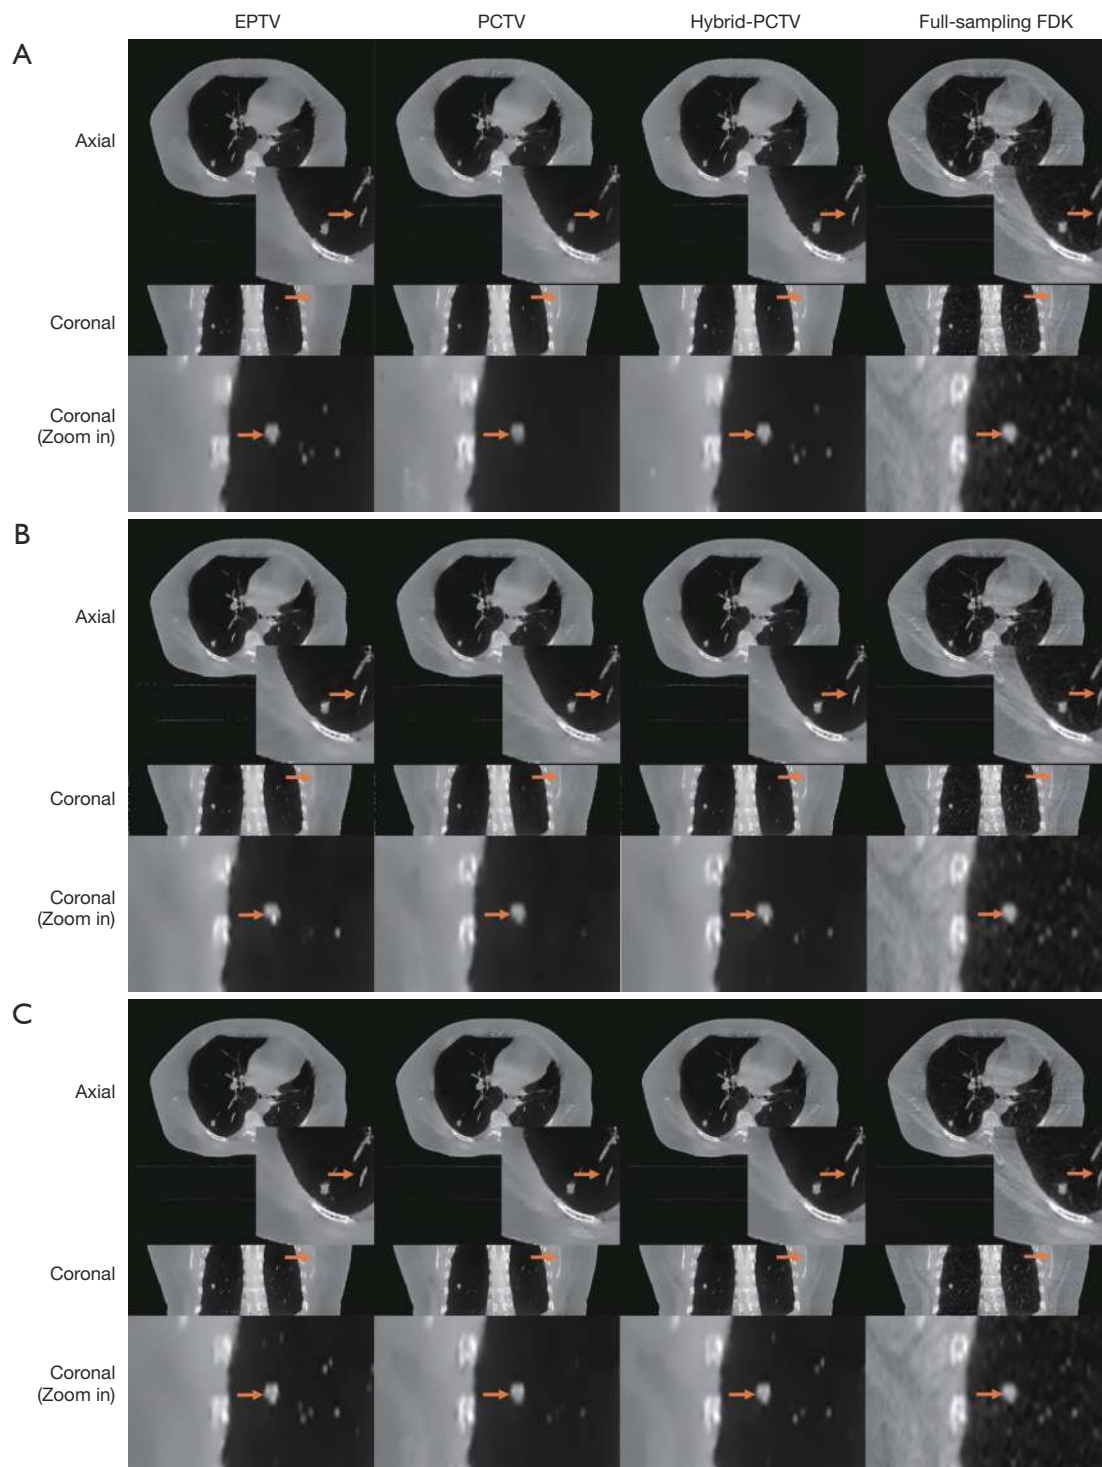 EPTV PCTV Hybrid-PCTV Full-sampling FDK
A
Axial
Coronal
Coronal
(Zoom in)
B
Axial
Coronal
Coronal
(Zoom in)
C
Axial
Coronal
Coronal
(Zoom in)